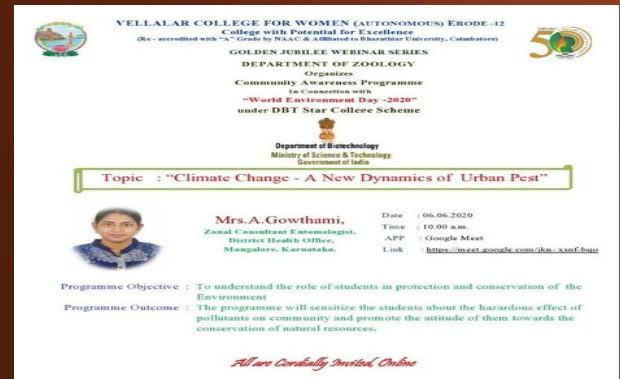 VELLALAR COLLEGE FOR WOMEN (AUTONOMOUS) ERODE-12
College with Potential for Excellence
(Re - accredited with "A" Grade by NAAC & Affiliated to Bharathiar University, Coimbatore)
GOLDEN JUBILEE WEBINAR SERIES
DEPARTMENT OF ZOOLOGY
Organizes
Community Awareness Programme
In Connection with
"World Environment Day -2020"
under DBT Star College Scheme
Department of Biotechnology
Ministry of Science & Technology,
Government of India
Topic : "Climate Change - A New Dynamics of Urban Pest"
Mrs.A.Gowthami,
Zonal Consultant Entomologist,
District Health Office,
Mangalore, Karnataka.
Date : 06.06.2020
Time : 10.00 a.m.
APP : Google Meet
Link : https://meet.google.com/jkn-xsnf-bqo
Programme Objective : To understand the role of students in protection and conservation of the
Environment
Programme Outcome : The programme will sensitize the students about the hazardous effect of
pollutants on community and promote the attitude of them towards the
conservation of natural resources.
All are Cordially Invited, Online